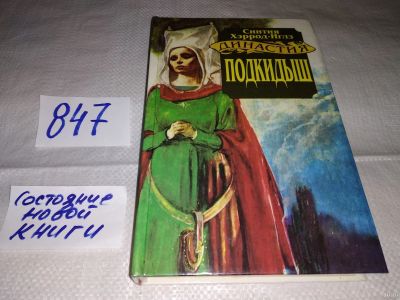 Синтия
Хэррод-Иглз
ДИНАСТИЯ
ПОДКИДЫШ
847
Состояние
новой
книги